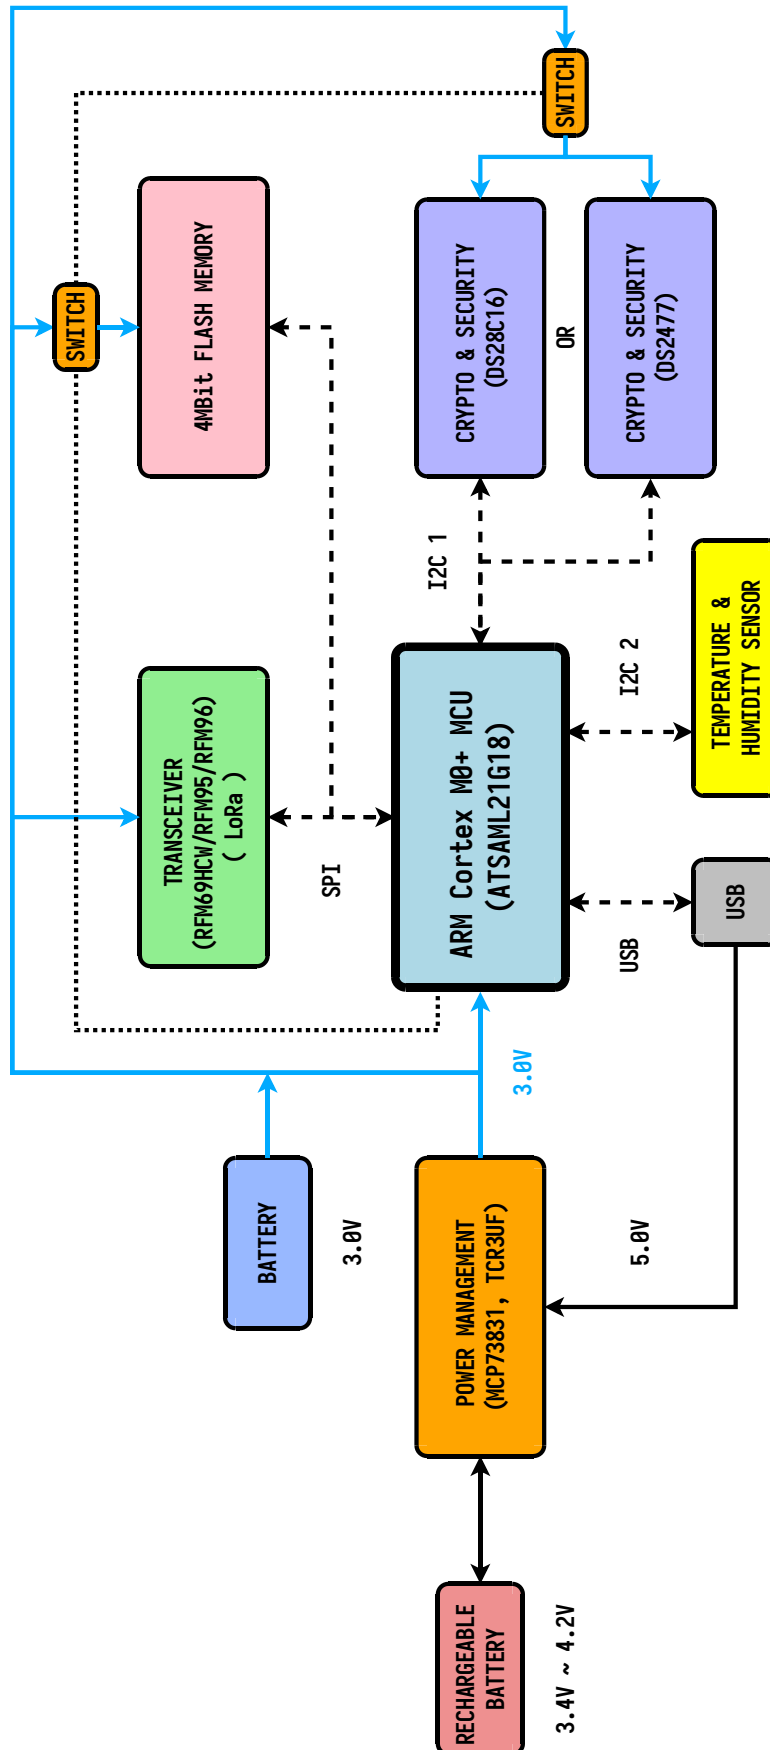 RECHARGEABLE
BATTERY
3.4V ~ 4.2V
BATTERY
3.0V
POWER MANAGEMENT
(MCP73831, TCR3UF)
5.0V
3.0V
TRANSCEIVER
(RFM69HCW/RFM95/RFM96)
( LoRa )
SPI
ARM Cortex M0+ MCU
(ATSAML21G18)
USB
USB
SWITCH
4MBit FLASH MEMORY
I2C 1
I2C 2
TEMPERATURE &
HUMIDITY SENSOR
CRYPTO & SECURITY
(DS28C16)
OR
CRYPTO & SECURITY
(DS2477)
SWITCH